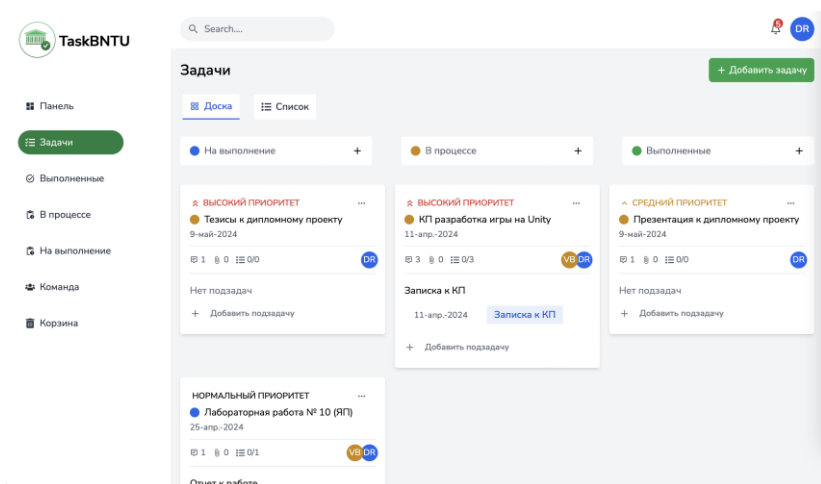 TaskBNTU
Search....
5
DR
Задачи
+ Добавить задачу
Доска
Список
Панель
Задачи
Выполненные
В процессе
На выполнение
Команда
Корзина
На выполнение +
В процессе +
Выполненные +
ВЫСОКИЙ ПРИОРИТЕТ ...
Тезисы к дипломному проекту
9-май-2024
1 0 0/0 DR
Нет подзадач
+ Добавить подзадачу
ВЫСОКИЙ ПРИОРИТЕТ ...
КП разработка игры на Unity
11-апр.-2024
3 0 0/3 VB DR
Записка к КП
11-апр.-2024 Записка к КП
+ Добавить подзадачу
СРЕДНИЙ ПРИОРИТЕТ ...
Презентация к дипломному проекту
9-май-2024
1 0 0/0 DR
Нет подзадач
+ Добавить подзадачу
НОРМАЛЬНЫЙ ПРИОРИТЕТ ...
Лабораторная работа № 10 (ЯП)
25-апр.-2024
1 0 0/1 VB DR
Отчет к работе